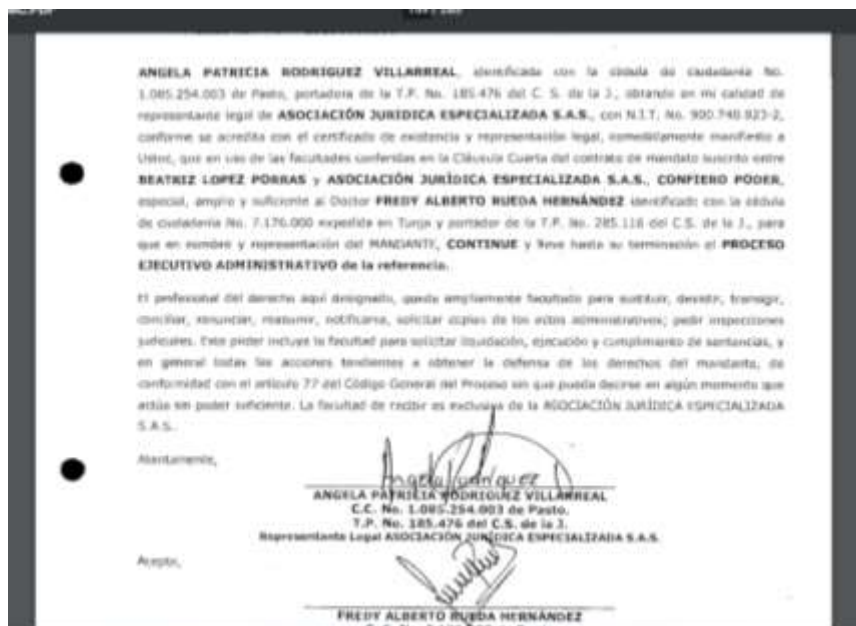 ANGELA PATRICIA RODRÍGUEZ VILLARREAL, identificada con la cédula de ciudadanía No.
1.085.254.003 de Pasto, portadora de la T.P. No. 185.476 del C. S. de la J., obrando en mi calidad de
representante legal de ASOCIACIÓN JURÍDICA ESPECIALIZADA S.A.S., con N.I.T. No.
conforme se acredita con el certificado de existencia y representación legal, comedidamente manifiesto a
Usted, que en uso de las facultades conferidas en la Cláusula Cuarta del contrato de mandato suscrito entre
BEATRIZ LOPEZ PORRAS y ASOCIACIÓN JURÍDICA ESPECIALIZADA S.A.S., CONFIERO PODER,
especial, amplio y suficiente al Doctor FREDY ALBERTO RUEDA HERNÁNDEZ identificado con la cédula
de ciudadanía No. 7.176.000 expedida en Tunja y portador de la T.P. No. 285.116 del C.S. de la J., para
que en nombre y representación del MANDANTE, CONTINUE y lleve hasta su terminación el PROCESO
EJECUTIVO ADMINISTRATIVO de la referencia.
El profesional del derecho aquí designado, queda ampliamente facultado para sustituir, desistir, transigir,
conciliar, renunciar, reasumir, notificarse, solicitar copias de los actos administrativos; pedir inspecciones
judiciales. Este poder incluye la facultad para solicitar liquidación, ejecución y cumplimiento de sentencias, y
en general todas las acciones tendientes a obtener la defensa de los derechos del mandante, de
conformidad con el artículo 77 del Código General del Proceso sin que pueda decirse en algún momento que
actúa sin poder suficiente. La facultad de recibir es exclusiva de la ASOCIACIÓN JURÍDICA ESPECIALIZADA
S.A.S.
Atentamente,
Angela Rodríguez
ANGELA PATRICIA RODRIGUEZ VILLARREAL
C.C. No. 1.085.254.003 de Pasto.
T.P. No. 185.476 del C.S. de la J.
Representante Legal ASOCIACIÓN JURÍDICA ESPECIALIZADA S.A.S.
Acepto,
FREDY ALBERTO RUEDA HERNÁNDEZ